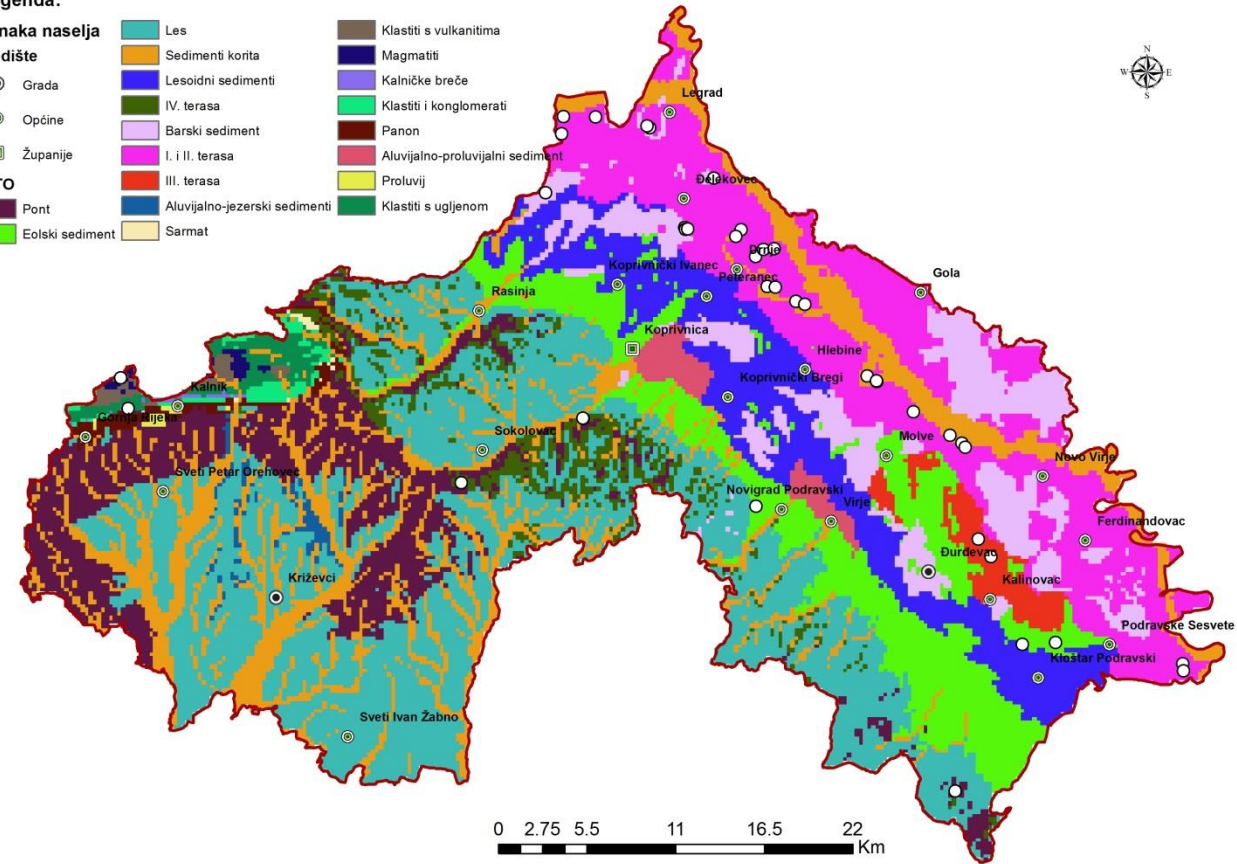 genda:
naka naselja
dište
Grada
Općine
Županije
TO
Pont
Eolski sediment
Les
Sedimenti korita
Lesoidni sedimenti
IV. terasa
Barski sediment
I. i II. terasa
III. terasa
Aluvijalno-jezerski sedimenti
Sarmat
Klastiti s vulkanitima
Magmatiti
Kalničke breče
Klastiti i konglomerati
Panon
Aluvijalno-proluvijalni sediment
Proluvij
Klastiti s ugljenom
N
W E
S
Legrad
Đelekovec
Drnje
Koprivnički Ivanec
Peteranec
Gola
Rasinja
Koprivnica
Hlebine
Koprivnički Bregi
Kalnik
Gornja Rijeka
Sokolovac
Molve
Sveti Petar Orehovec
Novo Virje
Novigrad Podravski
Virje
Ferdinandovac
Đurđevac
Križevci
Kalinovac
Podravske Sesvete
Kloštar Podravski
Sveti Ivan Žabno
0 2.75 5.5 11 16.5 22
Km